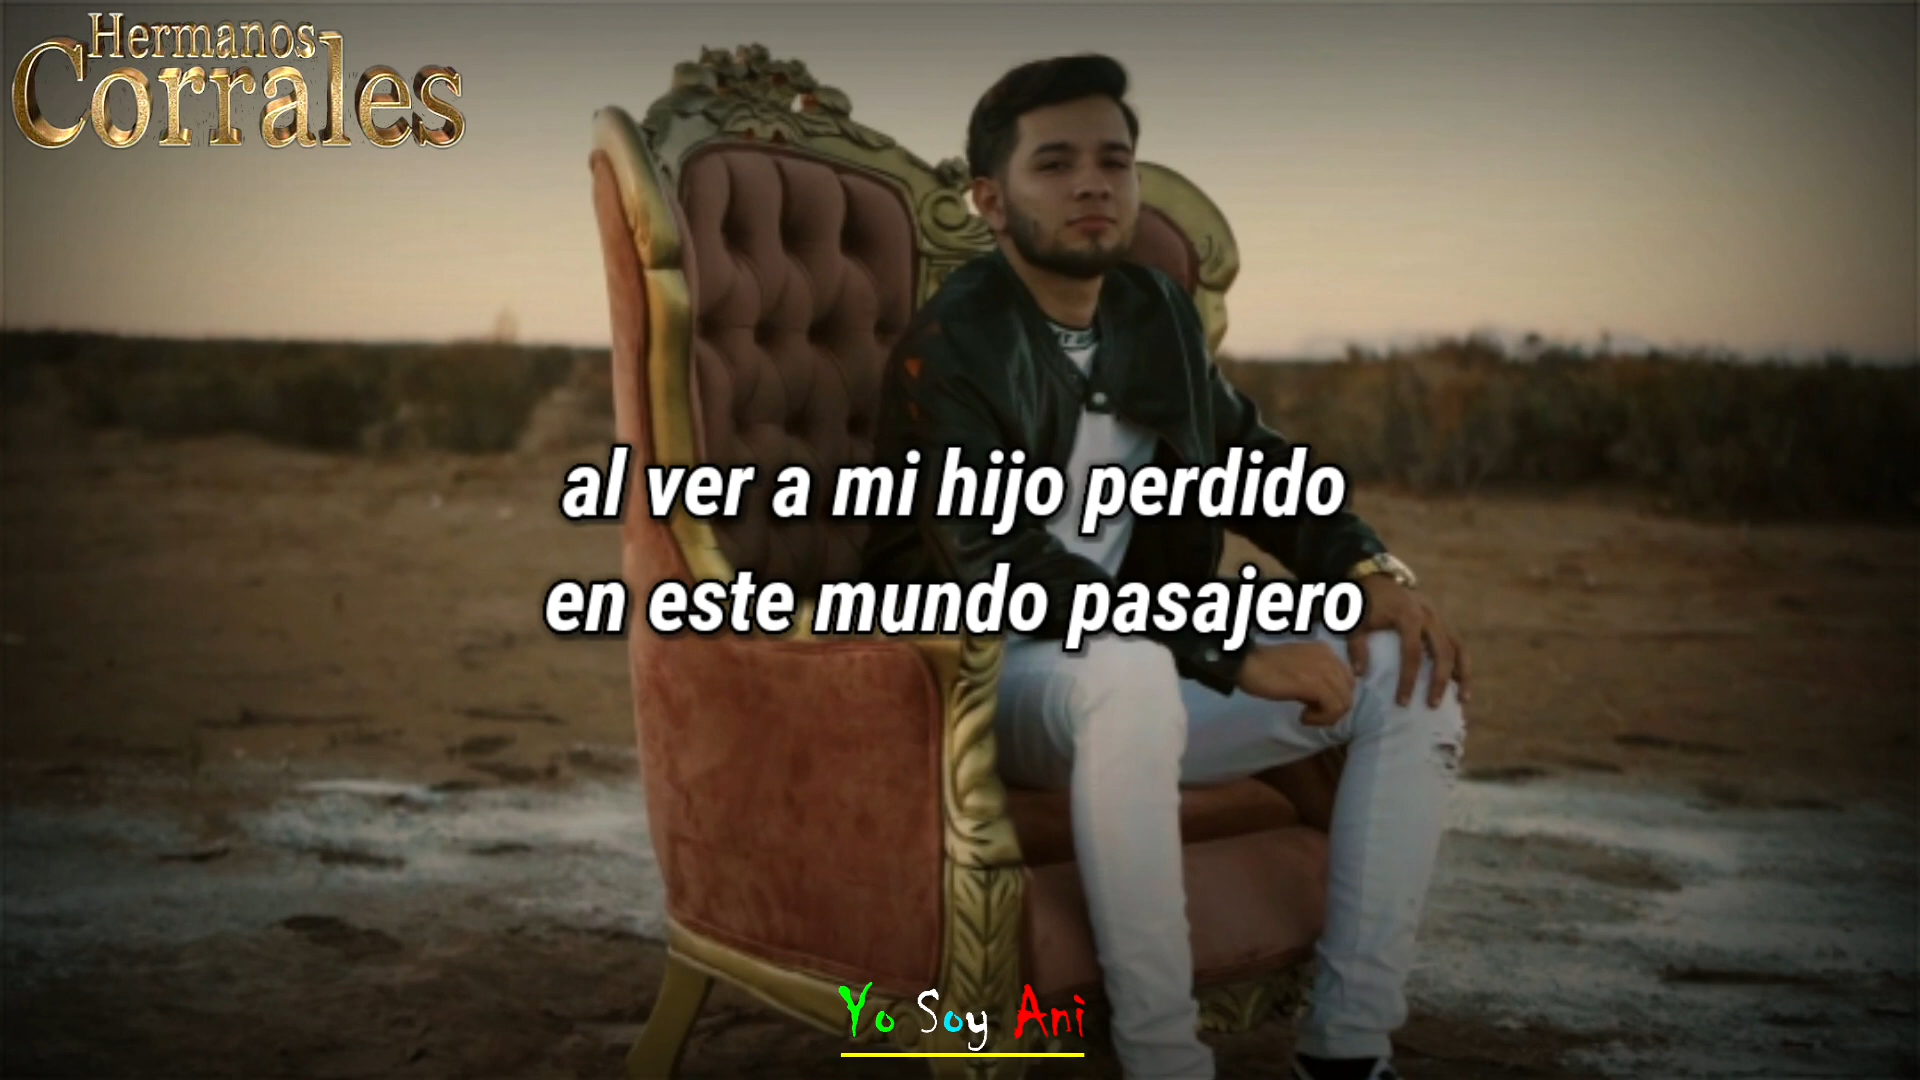 Hermanos
Corrales
al ver a mi hijo perdido
en este mundo pasajero
Yo Soy Ani